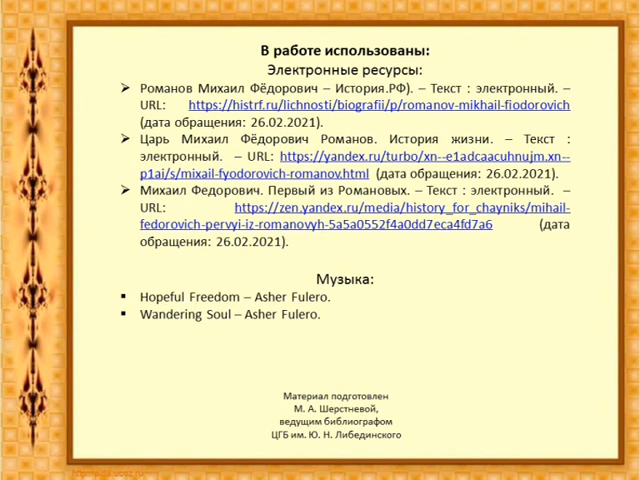 В работе использованы:
Электронные ресурсы:
➢ Романов Михаил Фёдорович – История.РФ). – Текст : электронный. –
URL: https://histrf.ru/lichnosti/biografii/p/romanov-mikhail-fiodorovich
(дата обращения: 26.02.2021).
➢ Царь Михаил Фёдорович Романов. История жизни. – Текст :
электронный. – URL: https://yandex.ru/turbo/xn--e1adcaacuhnujm.xn--
p1ai/s/mixail-fyodorovich-romanov.html (дата обращения: 26.02.2021).
➢ Михаил Федорович. Первый из Романовых. – Текст : электронный. –
URL: https://zen.yandex.ru/media/history_for_chayniks/mihail-
fedorovich-pervyi-iz-romanovyh-5a5a0552f4a0dd7eca4fd7a6 (дата
обращения: 26.02.2021).
Музыка:
▪ Hopeful Freedom – Asher Fulero.
▪ Wandering Soul – Asher Fulero.
Материал подготовлен
М. А. Шерстневой,
ведущим библиографом
ЦГБ им. Ю. Н. Либединского